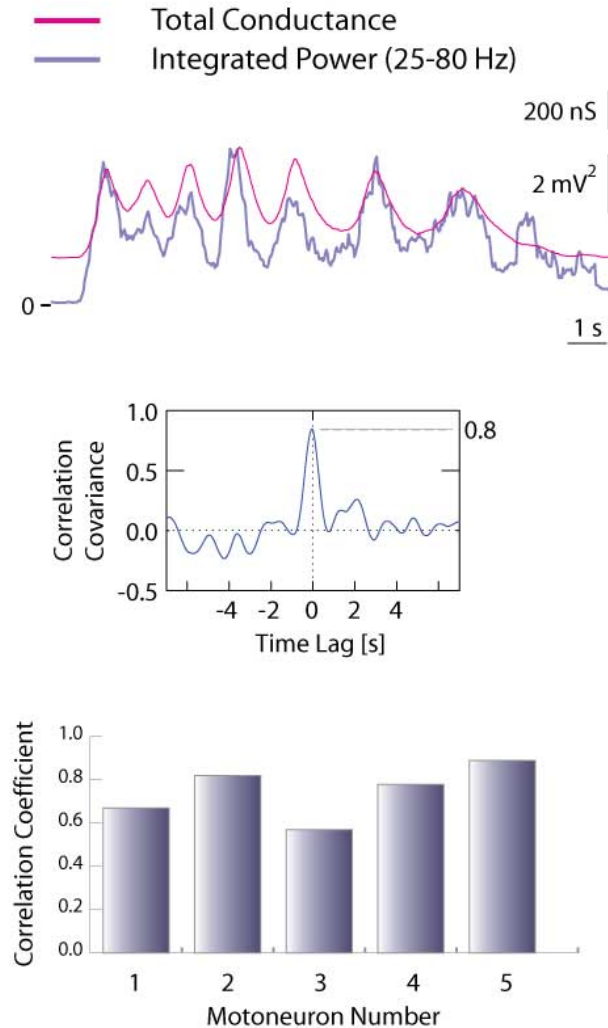 Total Conductance
Integrated Power (25-80 Hz)
200 nS
2 mV²
0
1 s
1.0
0.8
0.5
0.0
-0.5
Correlation
Covariance
-4 -2 0 2 4
Time Lag [s]
1.0
0.8
0.6
0.4
0.2
0.0
Correlation Coefficient
1 2 3 4 5
Motoneuron Number